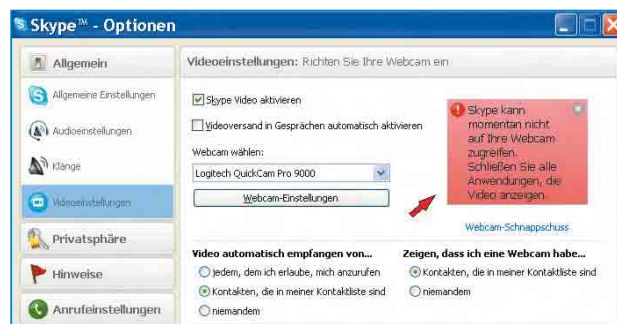 Skype™ - Optionen
Allgemein
Allgemeine Einstellungen
Audioeinstellungen
Klänge
Videoeinstellungen
Privatsphäre
Hinweise
Anrufeinstellungen
Videoeinstellungen: Richten Sie Ihre Webcam ein
Skype Video aktivieren
Videoversand in Gesprächen automatisch aktivieren
Webcam wählen:
Logitech QuickCam Pro 9000
Webcam-Einstellungen
Skype kann
momentan nicht
auf Ihre Webcam
zugreifen.
Schließen Sie alle
Anwendungen, die
Video anzeigen.
Webcam-Schnappschuss
Video automatisch empfangen von...
jedem, dem ich erlaube, mich anzurufen
Kontakten, die in meiner Kontaktliste sind
niemandem
Zeigen, dass ich eine Webcam habe...
Kontakten, die in meiner Kontaktliste sind
niemandem